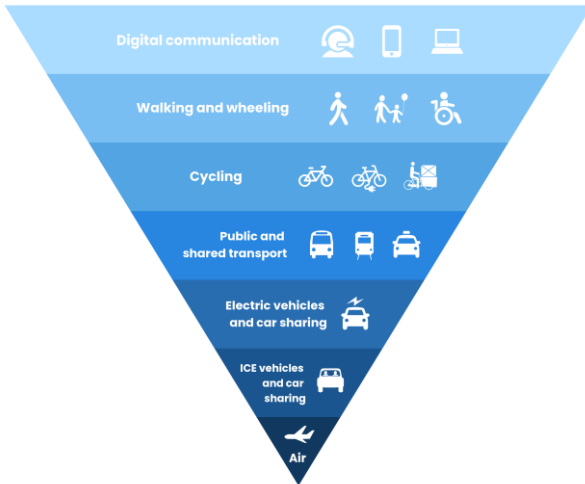 Digital communication
Walking and wheeling
Cycling
Public and
shared transport
Electric vehicles
and car sharing
ICE vehicles
and car
sharing
Air